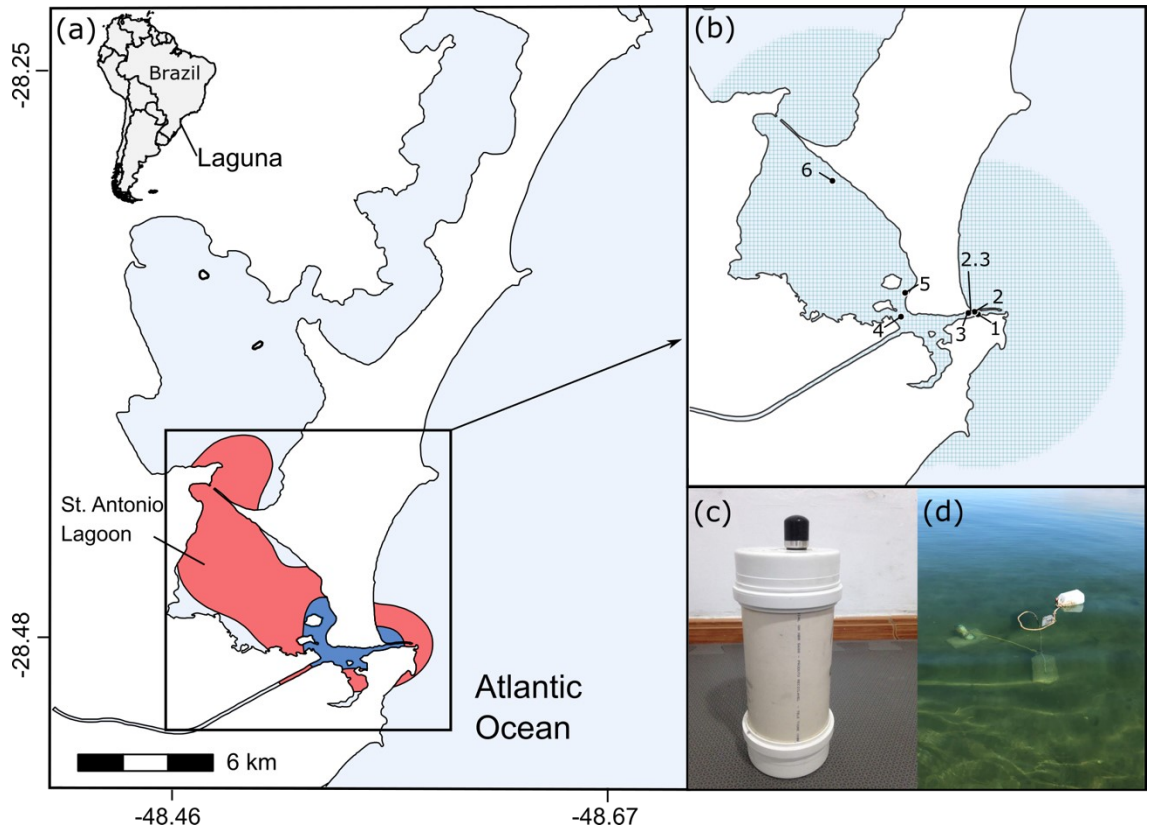 (a)
-28.25
Brazil
Laguna
St. Antonio
Lagoon
-28.48
Atlantic
Ocean
6 km
-48.46
-48.67
(b)
6
2.3
5
2
4
3
1
(c)
(d)